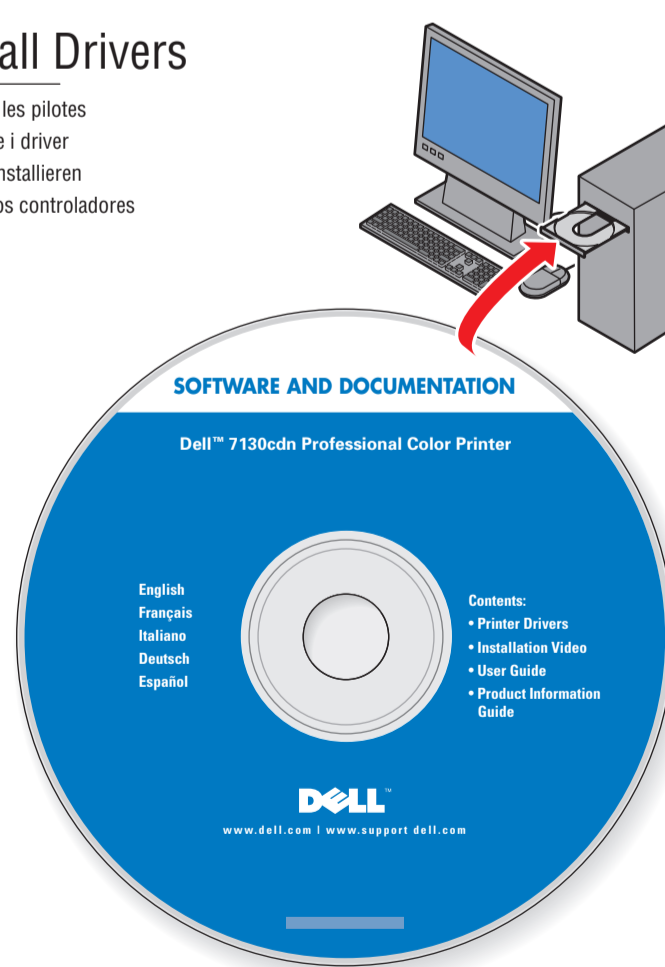 all Drivers
les pilotes
e i driver
nstallieren
os controladores
SOFTWARE AND DOCUMENTATION
Dell™ 7130cdn Professional Color Printer
English
Français
Italiano
Deutsch
Español
Contents:
• Printer Drivers
• Installation Video
• User Guide
• Product Information
Guide
DELL™
www.dell.com | www.support dell.com